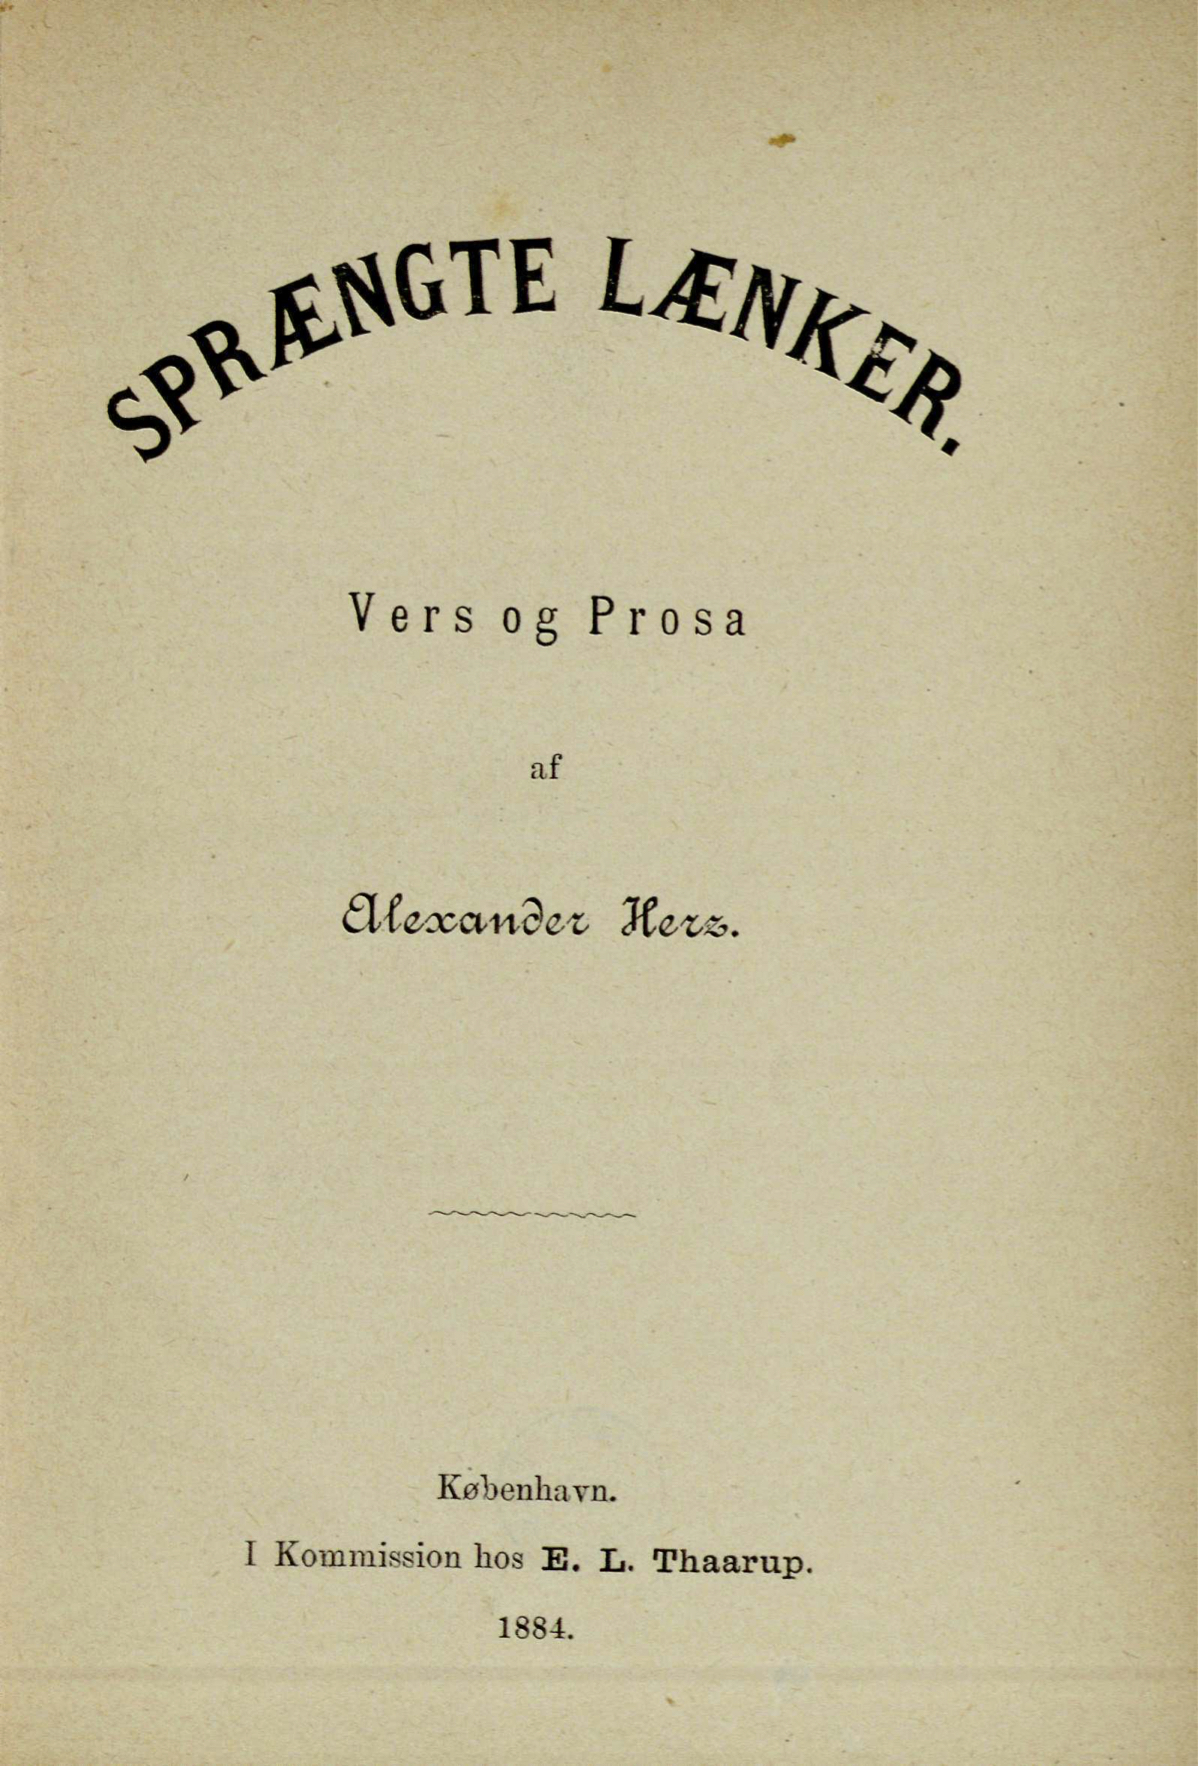 SPRÆNGTE LÆNKER.
Vers og Prosa
af
Alexander Herz.
København.
I Kommission hos E. L. Thaarup.
1884.